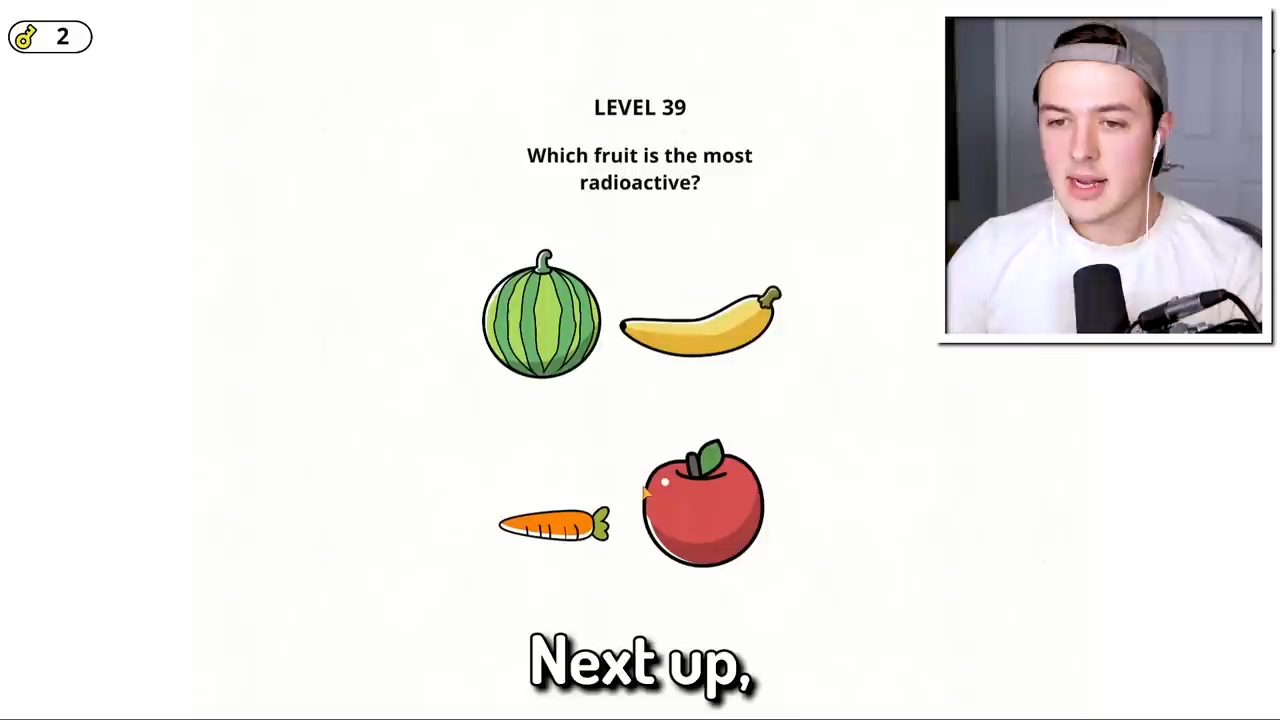 2
LEVEL 39
Which fruit is the most
radioactive?
Next up,